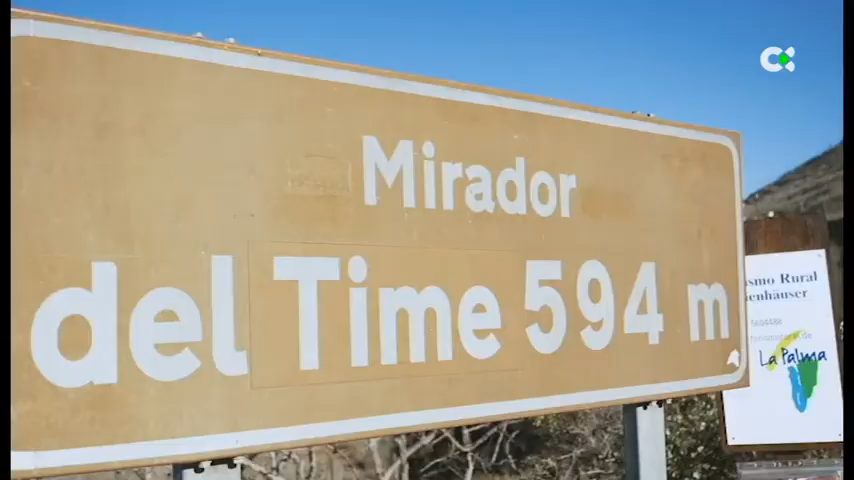 Mirador
del Time 594 m
smo Rural
enhäuser
La Palma